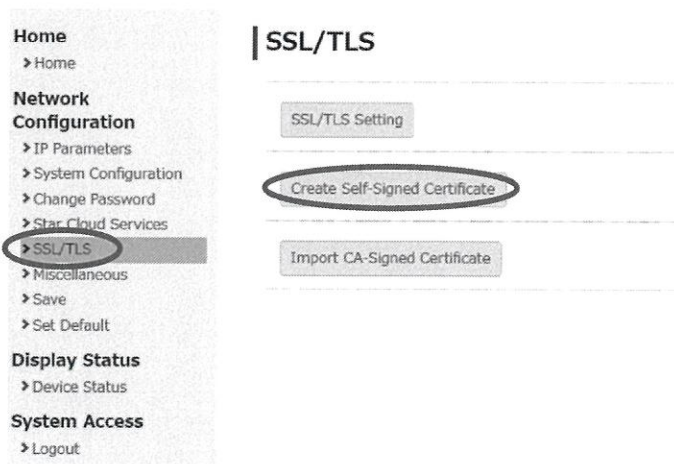 Home
> Home
Network
Configuration
> IP Parameters
> System Configuration
> Change Password
> Star Cloud Services
> SSL/TLS
> Miscellaneous
> Save
> Set Default
Display Status
> Device Status
System Access
> Logout
SSL/TLS
SSL/TLS Setting
Create Self-Signed Certificate
Import CA-Signed Certificate